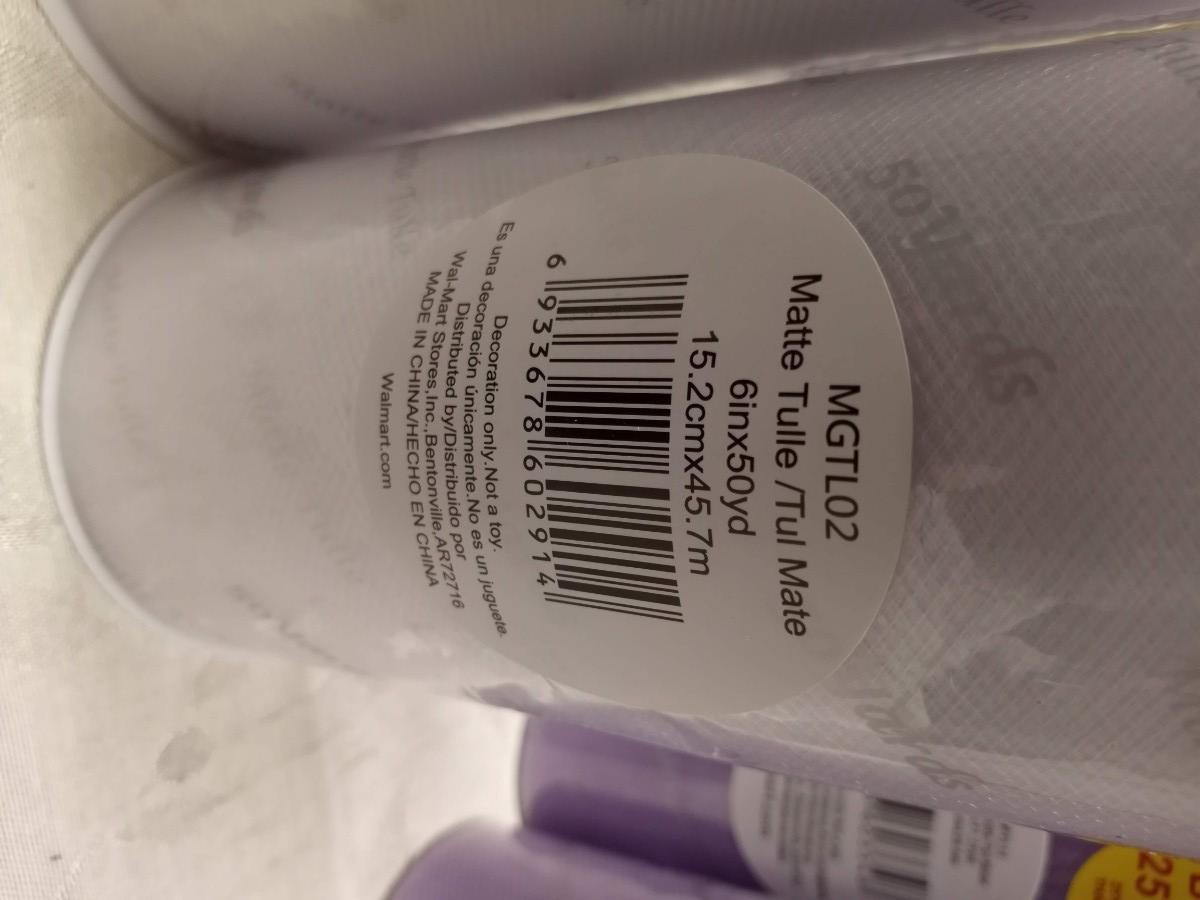 MGTL02
Matte Tulle /Tul Mate
6inx50yd
15.2cmx45.7m
6 933678 602914
Decoration only.Not a toy.
Es una decoración únicamente.No es un juguete.
Distributed by/Distribuido por
Wal-Mart Stores,Inc.,Bentonville,AR72716
MADE IN CHINA/HECHO EN CHINA
Walmart.com
50Yards
25